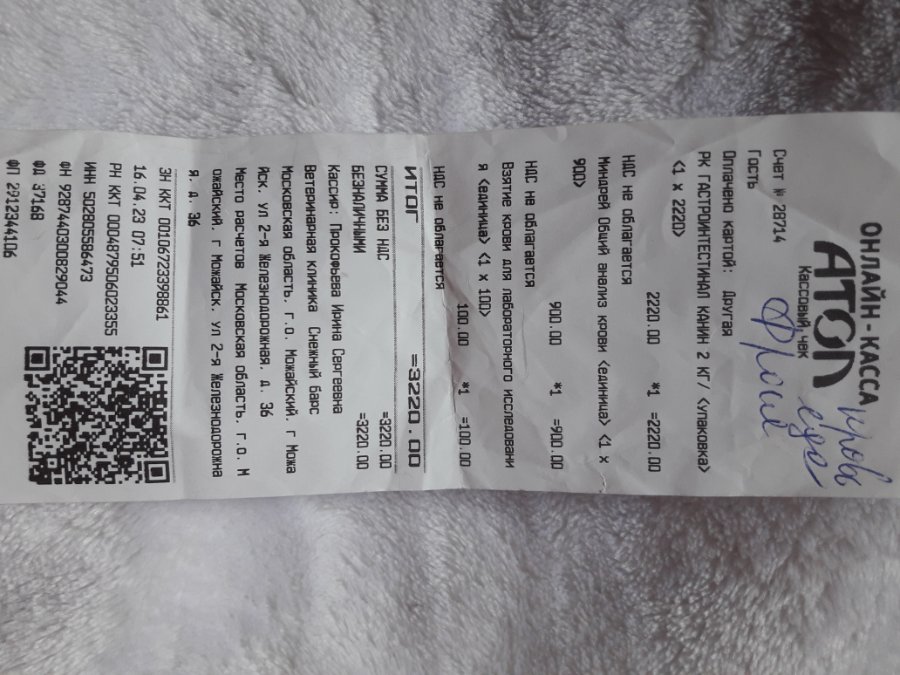 ОНЛАЙН-КАССА
АТОЛ
Кассовый чек
кровь
еда
Счет № 28714
Гость
Оплачено картой: Другая
РК ГАСТРОИНТЕСТИНАЛ КАНИН 2 КГ/ <упаковка>
<1 x 2220>
2220.00 *1 =2220.00
НДС не облагается
Миндрей Общий анализ крови <единица> <1 x
900>
900.00 *1 =900.00
НДС не облагается
Взятие крови для лабораторного исследовани
я <единица> <1 x 100>
100.00 *1 =100.00
НДС не облагается
ИТОГ =3220.00
СУММА БЕЗ НДС =3220.00
БЕЗНАЛИЧНЫМИ =3220.00
Кассир: Прокофьева Ирина Сергеевна
Ветеринарная клиника Снежный барс
Московская область, г.о. Можайский, г Можа
йск, ул 2-я Железнодорожная, д. 36
Место расчетов Московская область, г.о. М
ожайский, г Можайск, ул 2-я Железнодорожна
я, д. 36
ЗН ККТ 00106723398861
16.04.23 07:51
РН ККТ 0004879506023355
ИНН 502805586473
ФН 9287440300829044
ФД 37168
ФП 2912344106